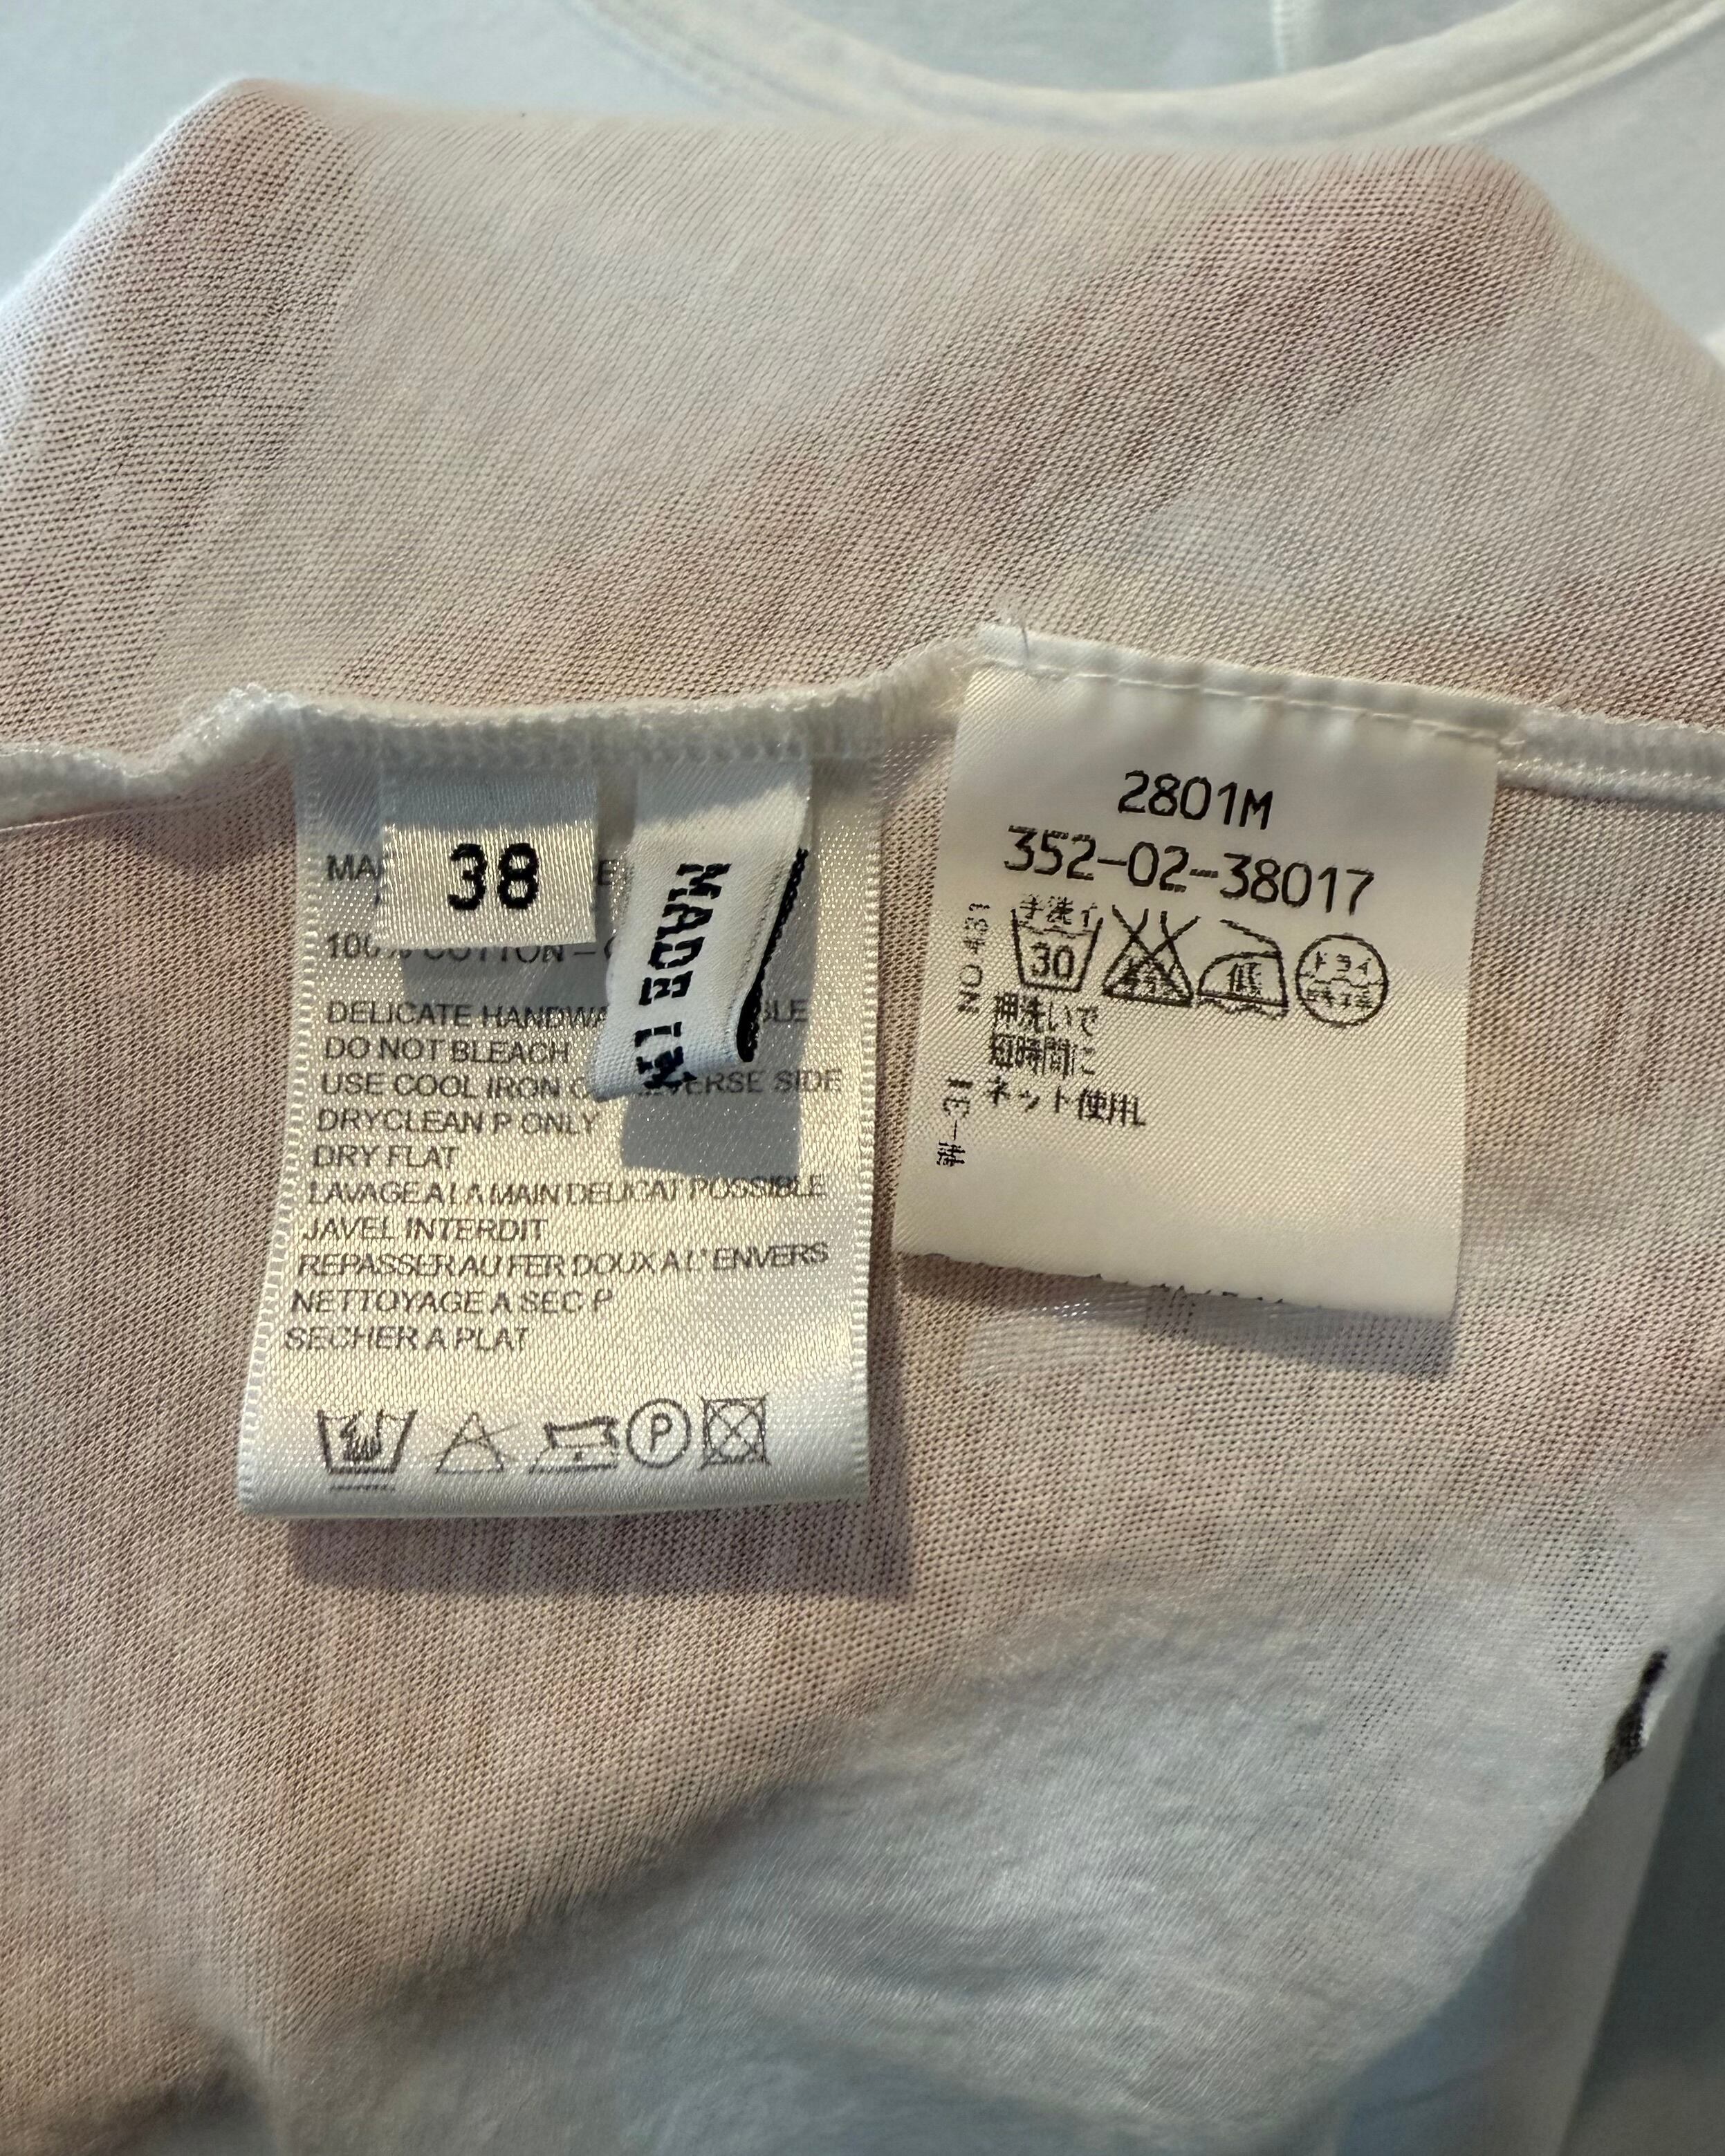 38
MADE IN
100% COTTON
DELICATE
DO NOT BLEACH
USE COOL IRON SIDE
DRYCLEAN P ONLY
DRY FLAT
LAVAGE A LA MAIN DELICAT POSSIBLE
JAVEL INTERDIT
REPASSER AU FER DOUX A L'ENVERS
NETTOYAGE A SEC P
SECHER A PLAT
P
2801M
352-02-38017
NO431
手洗イ
30
低
ドライ
押洗いで
短時間に
ネット使用